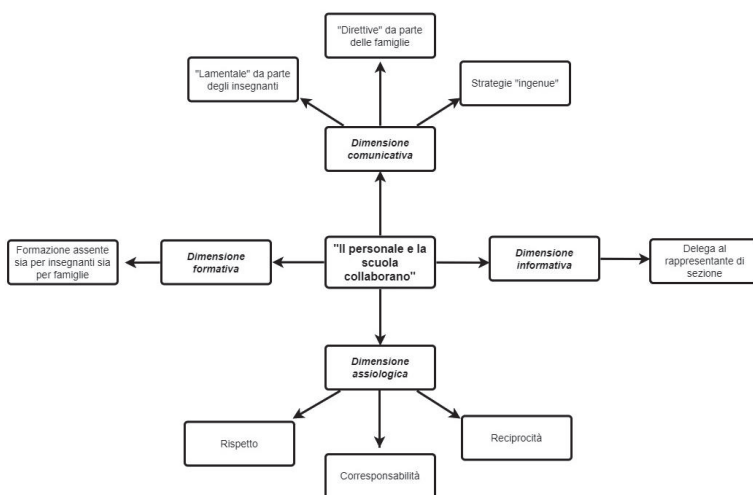 "Direttive" da parte
delle famiglie
"Lamentale" da parte
degli insegnanti
Strategie "ingenue"
Dimensione
comunicativa
Formazione assente
sia per insegnanti sia
per famiglie
Dimensione
formativa
"Il personale e la
scuola
collaborano"
Dimensione
informativa
Delega al
rappresentante di
sezione
Dimensione
assiologica
Rispetto
Corresponsabilità
Reciprocità